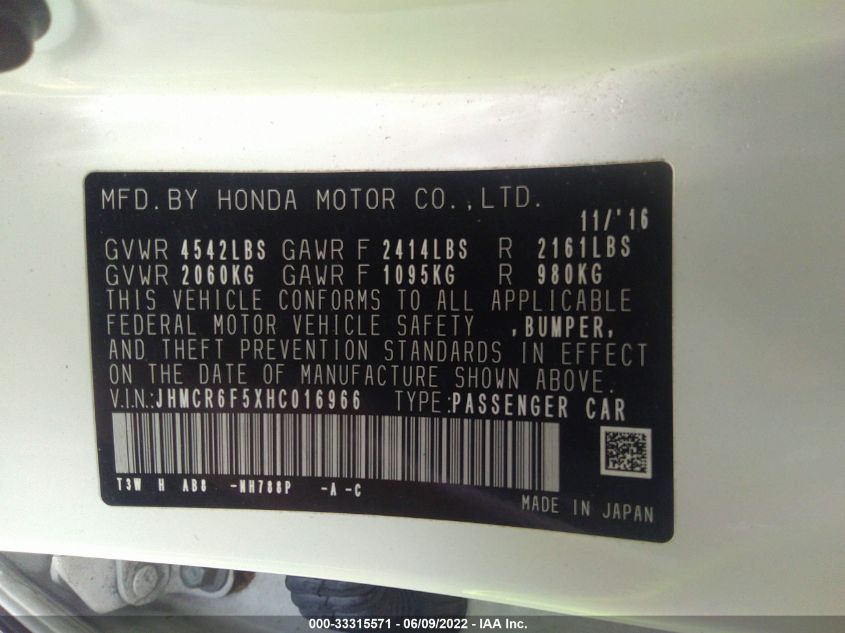 MFD.BY HONDA MOTOR CO.,LTD.
11/'16
GVWR 4542LBS GAWR F 2414LBS R 2161LBS
GVWR 2060KG GAWR F 1095KG R 980KG
THIS VEHICLE CONFORMS TO ALL APPLICABLE
FEDERAL MOTOR VEHICLE SAFETY ,BUMPER,
AND THEFT PREVENTION STANDARDS IN EFFECT
ON THE DATE OF MANUFACTURE SHOWN ABOVE.
V.I.N.:JHMCR6F5XHC016966 TYPE:PASSENGER CAR
T3W H AB8 -NH788P -A -C
MADE IN JAPAN
000-33315571 - 06/09/2022 - IAA Inc.